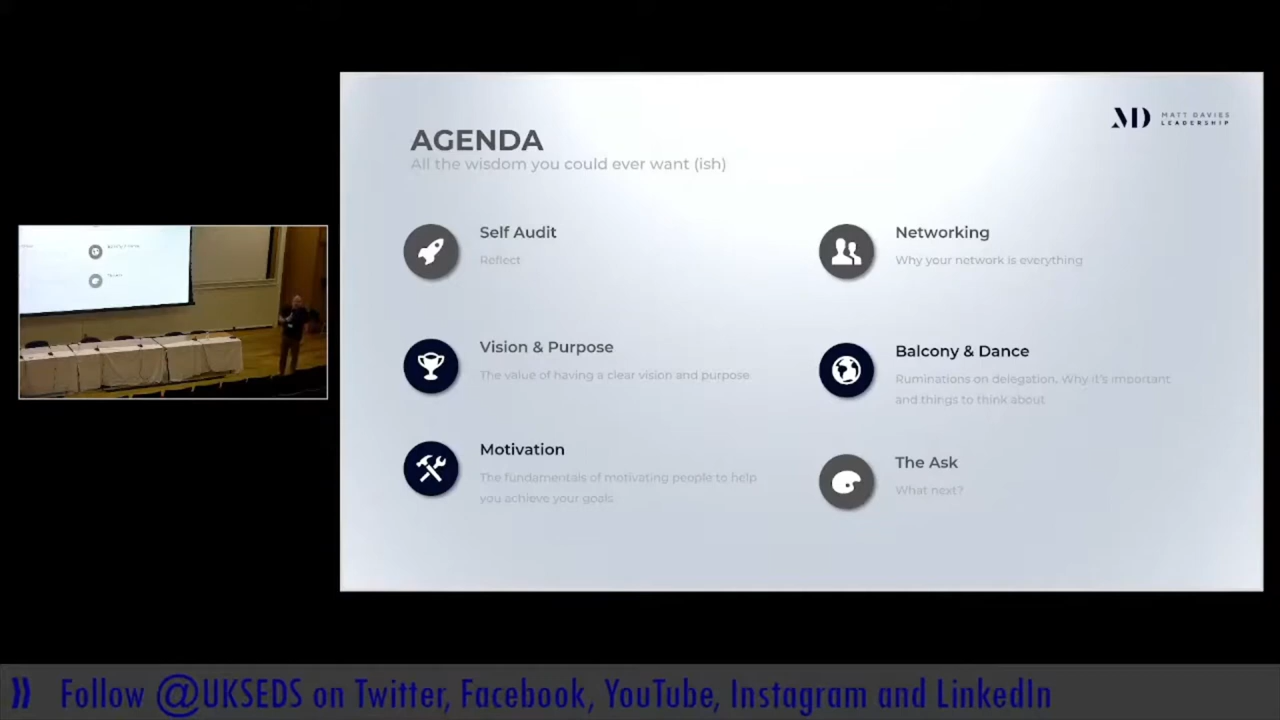 AGENDA
All the wisdom you could ever want (ish)
MD MATT DAVIES
LEADERSHIP
Self Audit
Reflect
Vision & Purpose
The value of having a clear vision and purpose
Motivation
The fundamentals of motivating people to help
you achieve your goals
Networking
Why your network is everything
Balcony & Dance
Ruminations on delegation. Why it's important
and things to think about
The Ask
What next?
» Follow @UKSEDS on Twitter, Facebook, YouTube, Instagram and LinkedIn